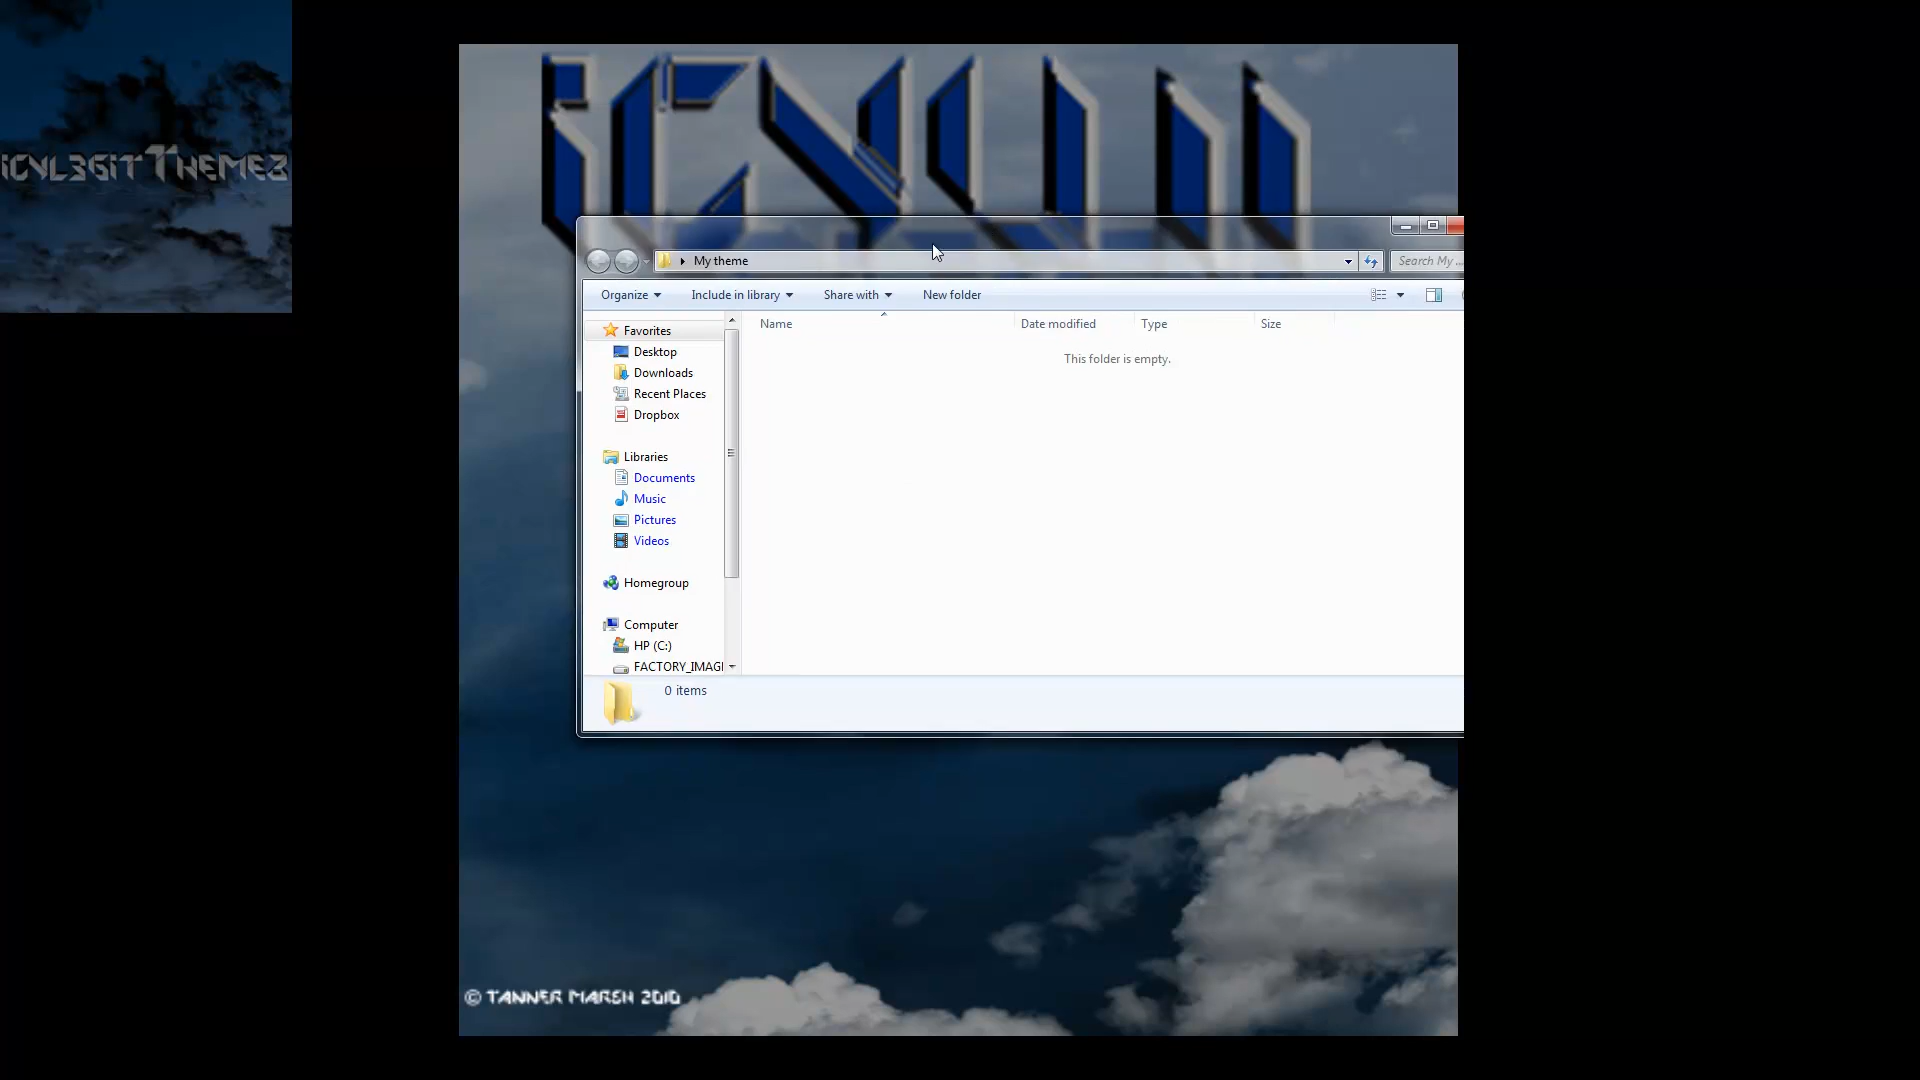 iCYL3GiTTHEMEZ
My theme
Search My ...
Organize
Include in library
Share with
New folder
Name
Date modified
Type
Size
This folder is empty.
Favorites
Desktop
Downloads
Recent Places
Dropbox
Libraries
Documents
Music
Pictures
Videos
Homegroup
Computer
HP (C:)
FACTORY_IMAG
0 items
© TANNER MARSH 2010